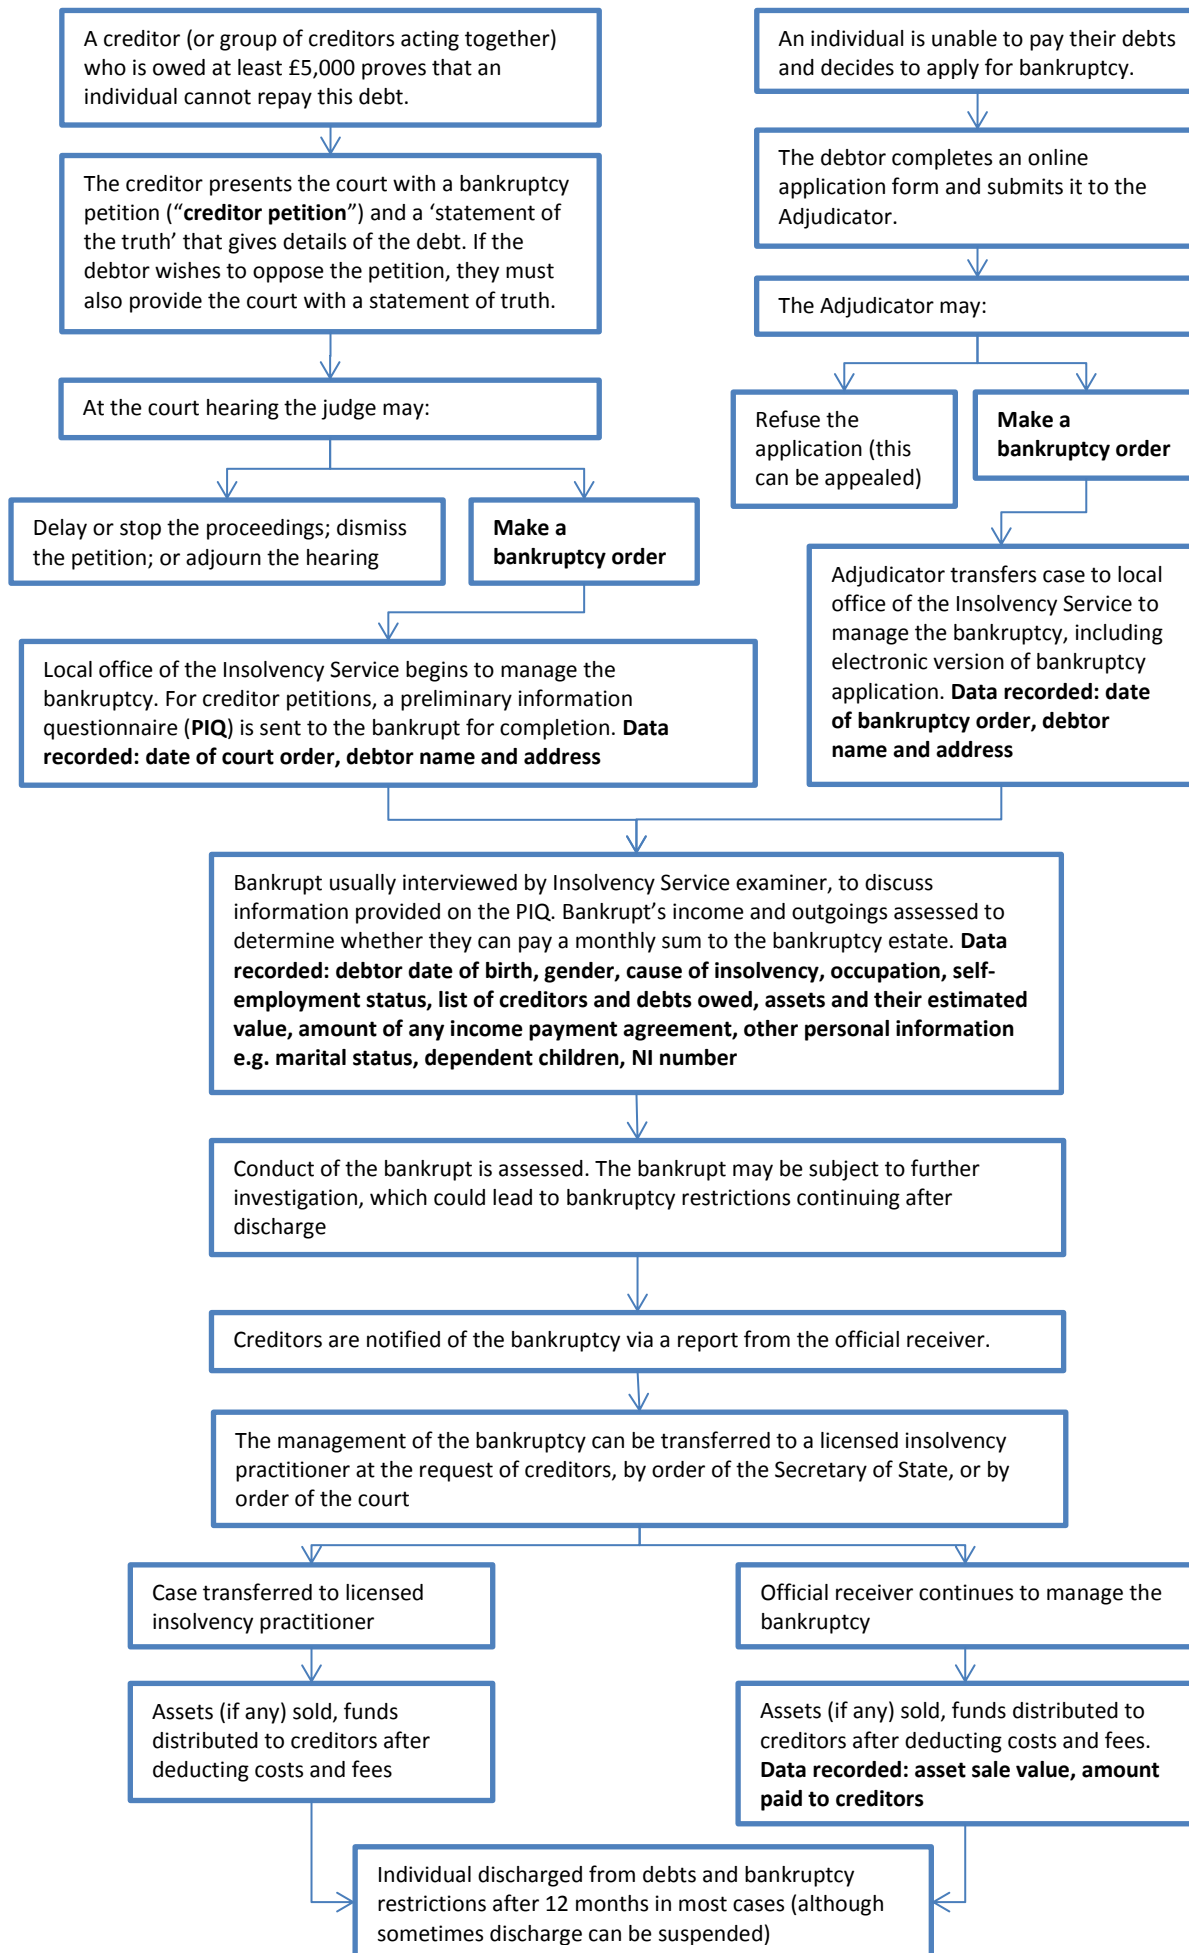 A creditor (or group of creditors acting together)
who is owed at least £5,000 proves that an
individual cannot repay this debt.
An individual is unable to pay their debts
and decides to apply for bankruptcy.
The creditor presents the court with a bankruptcy
petition (“creditor petition”) and a ‘statement of
the truth’ that gives details of the debt. If the
debtor wishes to oppose the petition, they must
also provide the court with a statement of truth.
The debtor completes an online
application form and submits it to the
Adjudicator.
The Adjudicator may:
At the court hearing the judge may:
Refuse the
application (this
can be appealed)
Make a
bankruptcy order
Delay or stop the proceedings; dismiss
the petition; or adjourn the hearing
Make a
bankruptcy order
Adjudicator transfers case to local
office of the Insolvency Service to
manage the bankruptcy, including
electronic version of bankruptcy
application. Data recorded: date
of bankruptcy order, debtor
name and address
Local office of the Insolvency Service begins to manage the
bankruptcy. For creditor petitions, a preliminary information
questionnaire (PIQ) is sent to the bankrupt for completion. Data
recorded: date of court order, debtor name and address
Bankrupt usually interviewed by Insolvency Service examiner, to discuss
information provided on the PIQ. Bankrupt’s income and outgoings assessed to
determine whether they can pay a monthly sum to the bankruptcy estate. Data
recorded: debtor date of birth, gender, cause of insolvency, occupation, self-
employment status, list of creditors and debts owed, assets and their estimated
value, amount of any income payment agreement, other personal information
e.g. marital status, dependent children, NI number
Conduct of the bankrupt is assessed. The bankrupt may be subject to further
investigation, which could lead to bankruptcy restrictions continuing after
discharge
Creditors are notified of the bankruptcy via a report from the official receiver.
The management of the bankruptcy can be transferred to a licensed insolvency
practitioner at the request of creditors, by order of the Secretary of State, or by
order of the court
Case transferred to licensed
insolvency practitioner
Official receiver continues to manage the
bankruptcy
Assets (if any) sold, funds
distributed to creditors after
deducting costs and fees
Assets (if any) sold, funds distributed to
creditors after deducting costs and fees.
Data recorded: asset sale value, amount
paid to creditors
Individual discharged from debts and bankruptcy
restrictions after 12 months in most cases (although
sometimes discharge can be suspended)